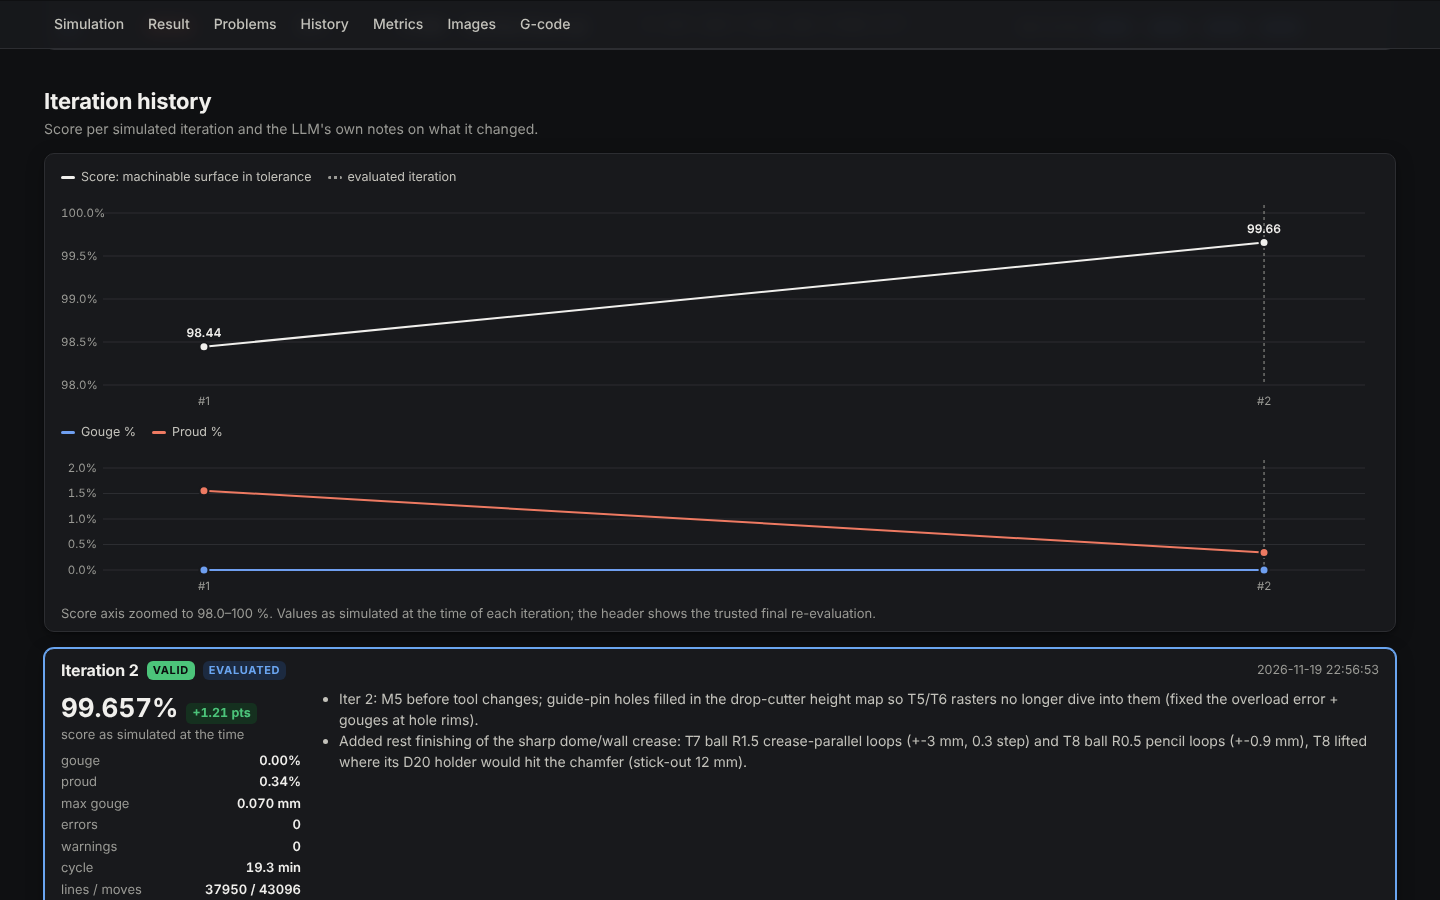 Simulation Result Problems History Metrics Images G-code
Iteration history
Score per simulated iteration and the LLM's own notes on what it changed.
Score: machinable surface in tolerance evaluated iteration
100.0%
99.5%
99.0%
98.5%
98.0%
98.44
99.66
#1 #2
Gouge % Proud %
2.0%
1.5%
1.0%
0.5%
0.0%
#1 #2
Score axis zoomed to 98.0–100 %. Values as simulated at the time of each iteration; the header shows the trusted final re-evaluation.
Iteration 2 VALID EVALUATED 2026-11-19 22:56:53
99.657% +1.21 pts
score as simulated at the time
gouge 0.00%
proud 0.34%
max gouge 0.070 mm
errors 0
warnings 0
cycle 19.3 min
lines / moves 37950 / 43096
Iter 2: M5 before tool changes; guide-pin holes filled in the drop-cutter height map so T5/T6 rasters no longer dive into them (fixed the overload error +
gouges at hole rims).
Added rest finishing of the sharp dome/wall crease: T7 ball R1.5 crease-parallel loops (+-3 mm, 0.3 step) and T8 ball R0.5 pencil loops (+-0.9 mm), T8 lifted
where its D20 holder would hit the chamfer (stick-out 12 mm).